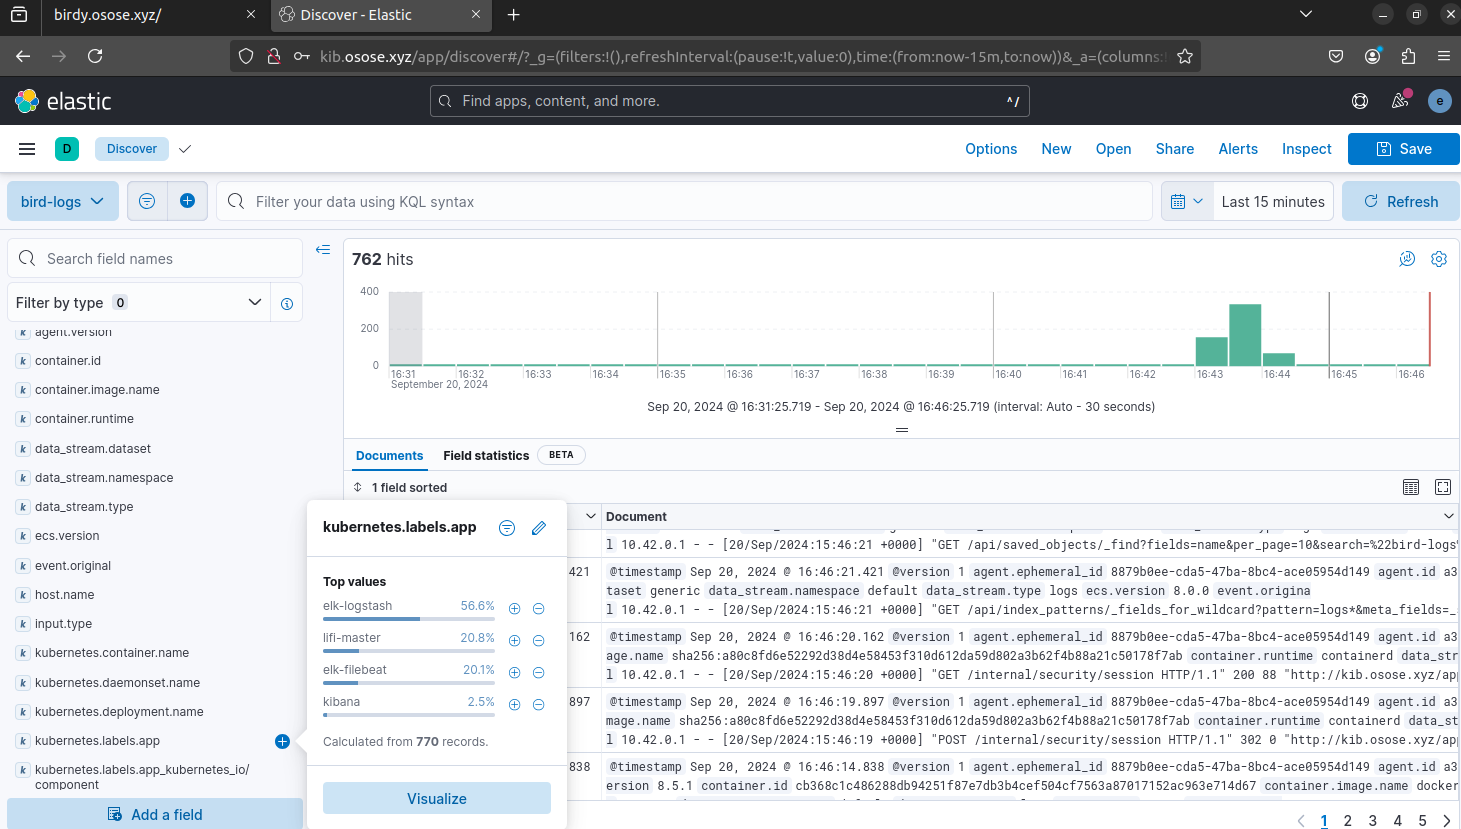 birdy.osose.xyz/
Discover - Elastic
kib.osose.xyz/app/discover#/?_g=(filters:!(),refreshInterval:(pause:!t,value:0),time:(from:now-15m,to:now))&_a=(columns:!
elastic
Find apps, content, and more.
^/
e
D
Discover
Options
New
Open
Share
Alerts
Inspect
Save
bird-logs
Filter your data using KQL syntax
Last 15 minutes
Refresh
Search field names
Filter by type 0
k agent.version
k container.id
k container.image.name
k container.runtime
k data_stream.dataset
k data_stream.namespace
k data_stream.type
k ecs.version
k event.original
k host.name
k input.type
k kubernetes.container.name
k kubernetes.daemonset.name
k kubernetes.deployment.name
k kubernetes.labels.app
k kubernetes.labels.app_kubernetes_io/
component
Add a field
762 hits
400
200
0
16:31 16:32 16:33 16:34 16:35 16:36 16:37 16:38 16:39 16:40 16:41 16:42 16:43 16:44 16:45 16:46
September 20, 2024
Sep 20, 2024 @ 16:31:25.719 - Sep 20, 2024 @ 16:46:25.719 (interval: Auto - 30 seconds)
Documents
Field statistics
BETA
1 field sorted
Document
l 10.42.0.1 - - [20/Sep/2024:15:46:21 +0000] "GET /api/saved_objects/_find?fields=name&per_page=10&search=%22bird-logs%
421 @timestamp Sep 20, 2024 @ 16:46:21.421 @version 1 agent.ephemeral_id 8879b0ee-cda5-47ba-8bc4-ace05954d149 agent.id a3
taset generic data_stream.namespace default data_stream.type logs ecs.version 8.0.0 event.origina
l 10.42.0.1 - - [20/Sep/2024:15:46:21 +0000] "GET /api/index_patterns/_fields_for_wildcard?pattern=logs*&meta_fields=_
162 @timestamp Sep 20, 2024 @ 16:46:20.162 @version 1 agent.ephemeral_id 8879b0ee-cda5-47ba-8bc4-ace05954d149 agent.id a3
age.name sha256:a80c8fd6e52292d38d4e58453f310d612da59d802a3b62f4b88a21c50178f7ab container.runtime containerd data_str
l 10.42.0.1 - - [20/Sep/2024:15:46:20 +0000] "GET /internal/security/session HTTP/1.1" 200 88 "http://kib.osose.xyz/ap
897 @timestamp Sep 20, 2024 @ 16:46:19.897 @version 1 agent.ephemeral_id 8879b0ee-cda5-47ba-8bc4-ace05954d149 agent.id a3
mage.name sha256:a80c8fd6e52292d38d4e58453f310d612da59d802a3b62f4b88a21c50178f7ab container.runtime containerd data_st
l 10.42.0.1 - - [20/Sep/2024:15:46:19 +0000] "POST /internal/security/session HTTP/1.1" 302 0 "http://kib.osose.xyz/ap
838 @timestamp Sep 20, 2024 @ 16:46:14.838 @version 1 agent.ephemeral_id 8879b0ee-cda5-47ba-8bc4-ace05954d149 agent.id a3
ersion 8.5.1 container.id cb368c1c486288db94251f87e7db3b4cef504cf7563a87017152ac963e714d67 container.image.name docker
1 2 3 4 5
kubernetes.labels.app
Top values
elk-logstash 56.6%
lifi-master 20.8%
elk-filebeat 20.1%
kibana 2.5%
Calculated from 770 records.
Visualize